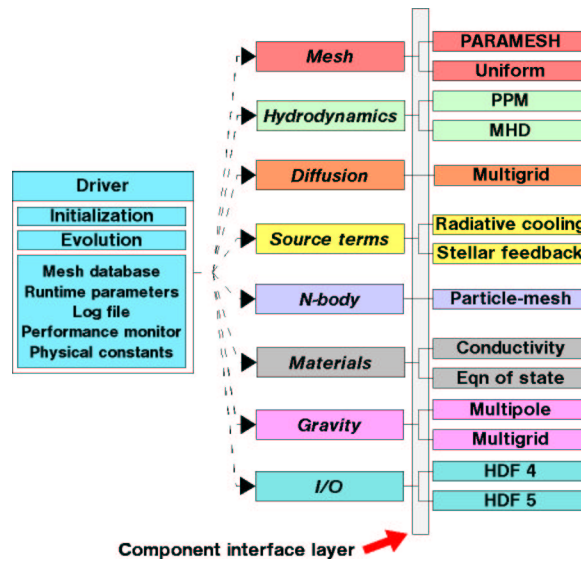 Driver
Initialization
Evolution
Mesh database
Runtime parameters
Log file
Performance monitor
Physical constants
Mesh
PARAMESH
Uniform
Hydrodynamics
PPM
MHD
Diffusion
Multigrid
Source terms
Radiative cooling
Stellar feedback
N-body
Particle-mesh
Materials
Conductivity
Eqn of state
Gravity
Multipole
Multigrid
I/O
HDF 4
HDF 5
Component interface layer